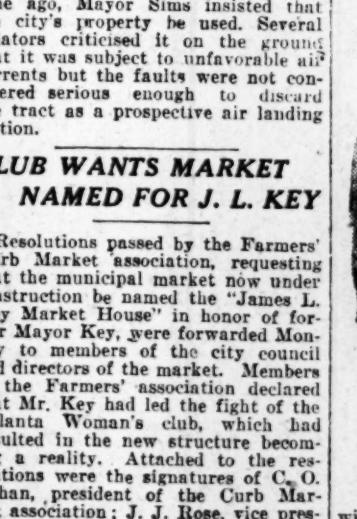 ne ago, Mayor Sims insisted that
city's property be used. Several
ators criticised it on the ground
t it was subject to unfavorable air
rrents but the faults were not con-
ered serious enough to discard
tract as a prospective air landing
tion.
LUB WANTS MARKET
NAMED FOR J. L. KEY
Resolutions passed by the Farmers'
rb Market association, requesting
t the municipal market now under
struction be named the "James L.
y Market House" in honor of for-
r Mayor Key, were forwarded Mon-
y to members of the city council
d directors of the market. Members
the Farmers' association declared
t Mr. Key had led the fight of the
lanta Woman's club, which had
ulted in the new structure becom-
g a reality. Attached to the res-
tions were the signatures of C. O.
han, president of the Curb Mar-
association; J. J. Rose, vice pres-